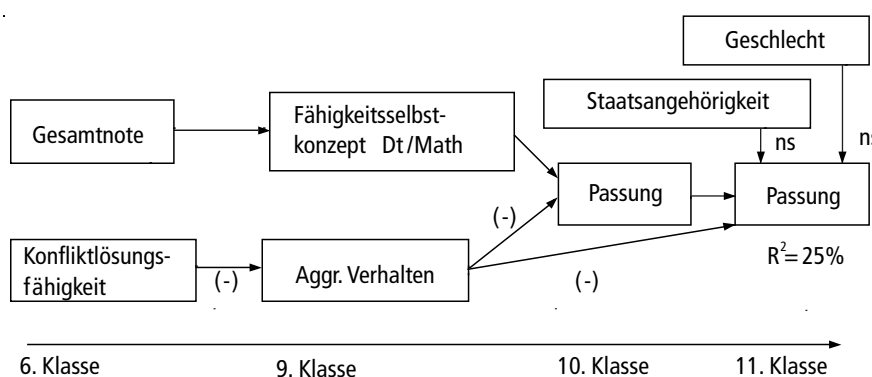 Geschlecht
Staatsangehörigkeit
Gesamtnote
Fähigkeitsselbst-
konzept Dt/Math
ns
ns
Passung
Passung
(-)
Konfliktlösungs-
fähigkeit
(-)
Aggr. Verhalten
(-)
R²= 25%
6. Klasse
9. Klasse
10. Klasse
11. Klasse